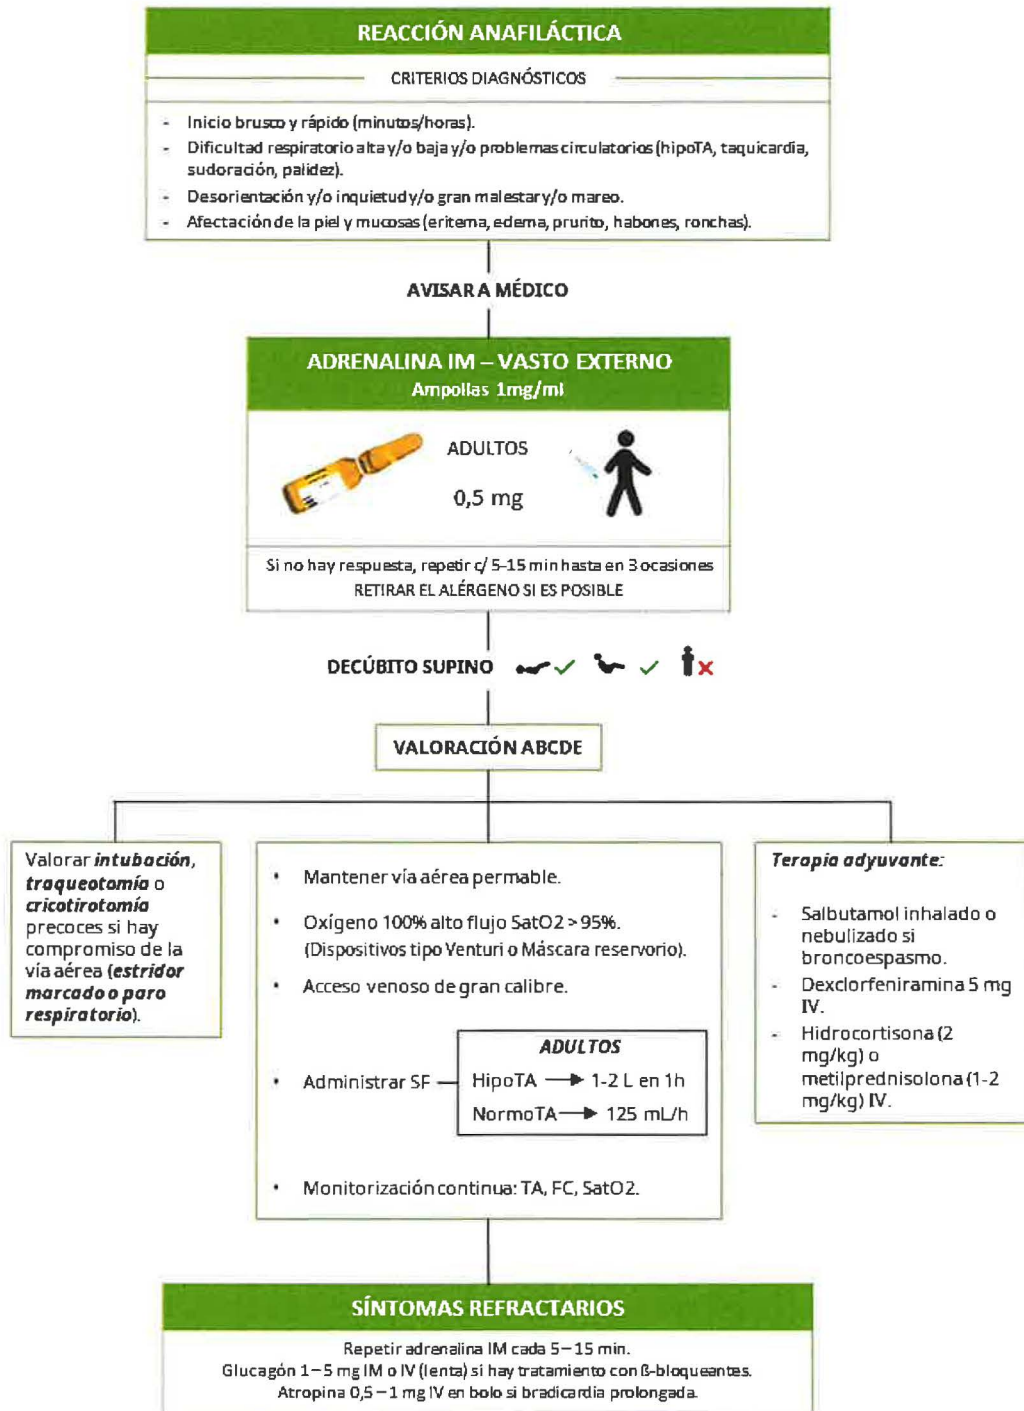 REACCIÓN ANAFILÁCTICA
CRITERIOS DIAGNÓSTICOS
- Inicio brusco y rápido (minutos/horas).
- Dificultad respiratorio alta y/o baja y/o problemas circulatorios (hipoTA, taquicardia,
sudoración, palidez).
- Desorientación y/o inquietud y/o gran malestar y/o mareo.
- Afectación de la piel y mucosas (eritema, edema, prurito, habones, ronchas).
AVISAR A MÉDICO
ADRENALINA IM – VASTO EXTERNO
Ampollas 1mg/ml
ADULTOS
0,5 mg
Si no hay respuesta, repetir c/ 5-15 min hasta en 3 ocasiones
RETIRAR EL ALÉRGENO SI ES POSIBLE
DECÚBITO SUPINO
VALORACIÓN ABCDE
Valorar intubación,
traqueotomía o
cricotirotomía
precoces si hay
compromiso de la
vía aérea (estridor
marcado o paro
respiratorio).
• Mantener vía aérea permable.
• Oxígeno 100% alto flujo SatO2 > 95%.
(Dispositivos tipo Venturi o Máscara reservorio).
• Acceso venoso de gran calibre.
• Administrar SF
ADULTOS
HipoTA → 1-2 L en 1h
NormoTA → 125 mL/h
• Monitorización continua: TA, FC, SatO2.
Terapia adyuvante:
- Salbutamol inhalado o
nebulizado si
broncoespasmo.
- Dexclorfeniramina 5 mg
IV.
- Hidrocortisona (2
mg/kg) o
metilprednisolona (1-2
mg/kg) IV.
SÍNTOMAS REFRACTARIOS
Repetir adrenalina IM cada 5–15 min.
Glucagón 1–5 mg IM o IV (lenta) si hay tratamiento con ß-bloqueantes.
Atropina 0,5–1 mg IV en bolo si bradicardia prolongada.